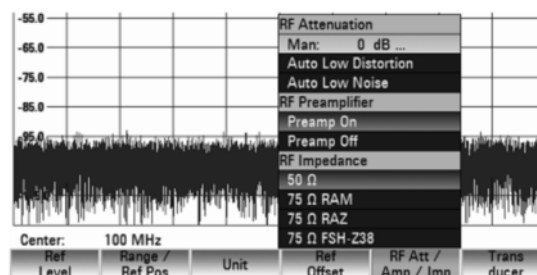 -55.0
-65.0
-75.0
-85.0
-95.0
RF Attenuation
Man: 0 dB ...
Auto Low Distortion
Auto Low Noise
RF Preamplifier
Preamp On
Preamp Off
RF Impedance
50 Ω
75 Ω RAM
75 Ω RAZ
75 Ω FSH-Z38
Center: 100 MHz
Ref Level
Range / Ref Pos
Unit
Ref Offset
RF Att / Amp / Imp
Trans ducer